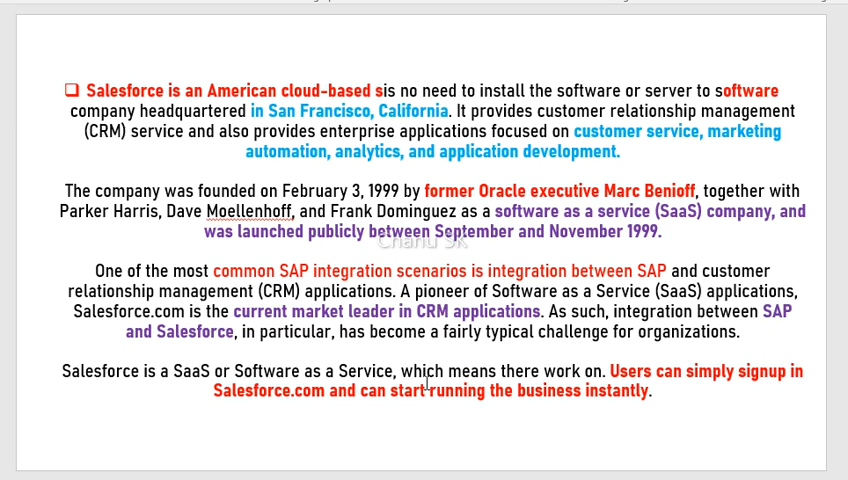 ❑ Salesforce is an American cloud-based sis no need to install the software or server to software
company headquartered in San Francisco, California. It provides customer relationship management
(CRM) service and also provides enterprise applications focused on customer service, marketing
automation, analytics, and application development.
The company was founded on February 3, 1999 by former Oracle executive Marc Benioff, together with
Parker Harris, Dave Moellenhoff, and Frank Dominguez as a software as a service (SaaS) company, and
was launched publicly between September and November 1999.
Chanu SK
One of the most common SAP integration scenarios is integration between SAP and customer
relationship management (CRM) applications. A pioneer of Software as a Service (SaaS) applications,
Salesforce.com is the current market leader in CRM applications. As such, integration between SAP
and Salesforce, in particular, has become a fairly typical challenge for organizations.
Salesforce is a SaaS or Software as a Service, which means there work on. Users can simply signup in
Salesforce.com and can start running the business instantly.